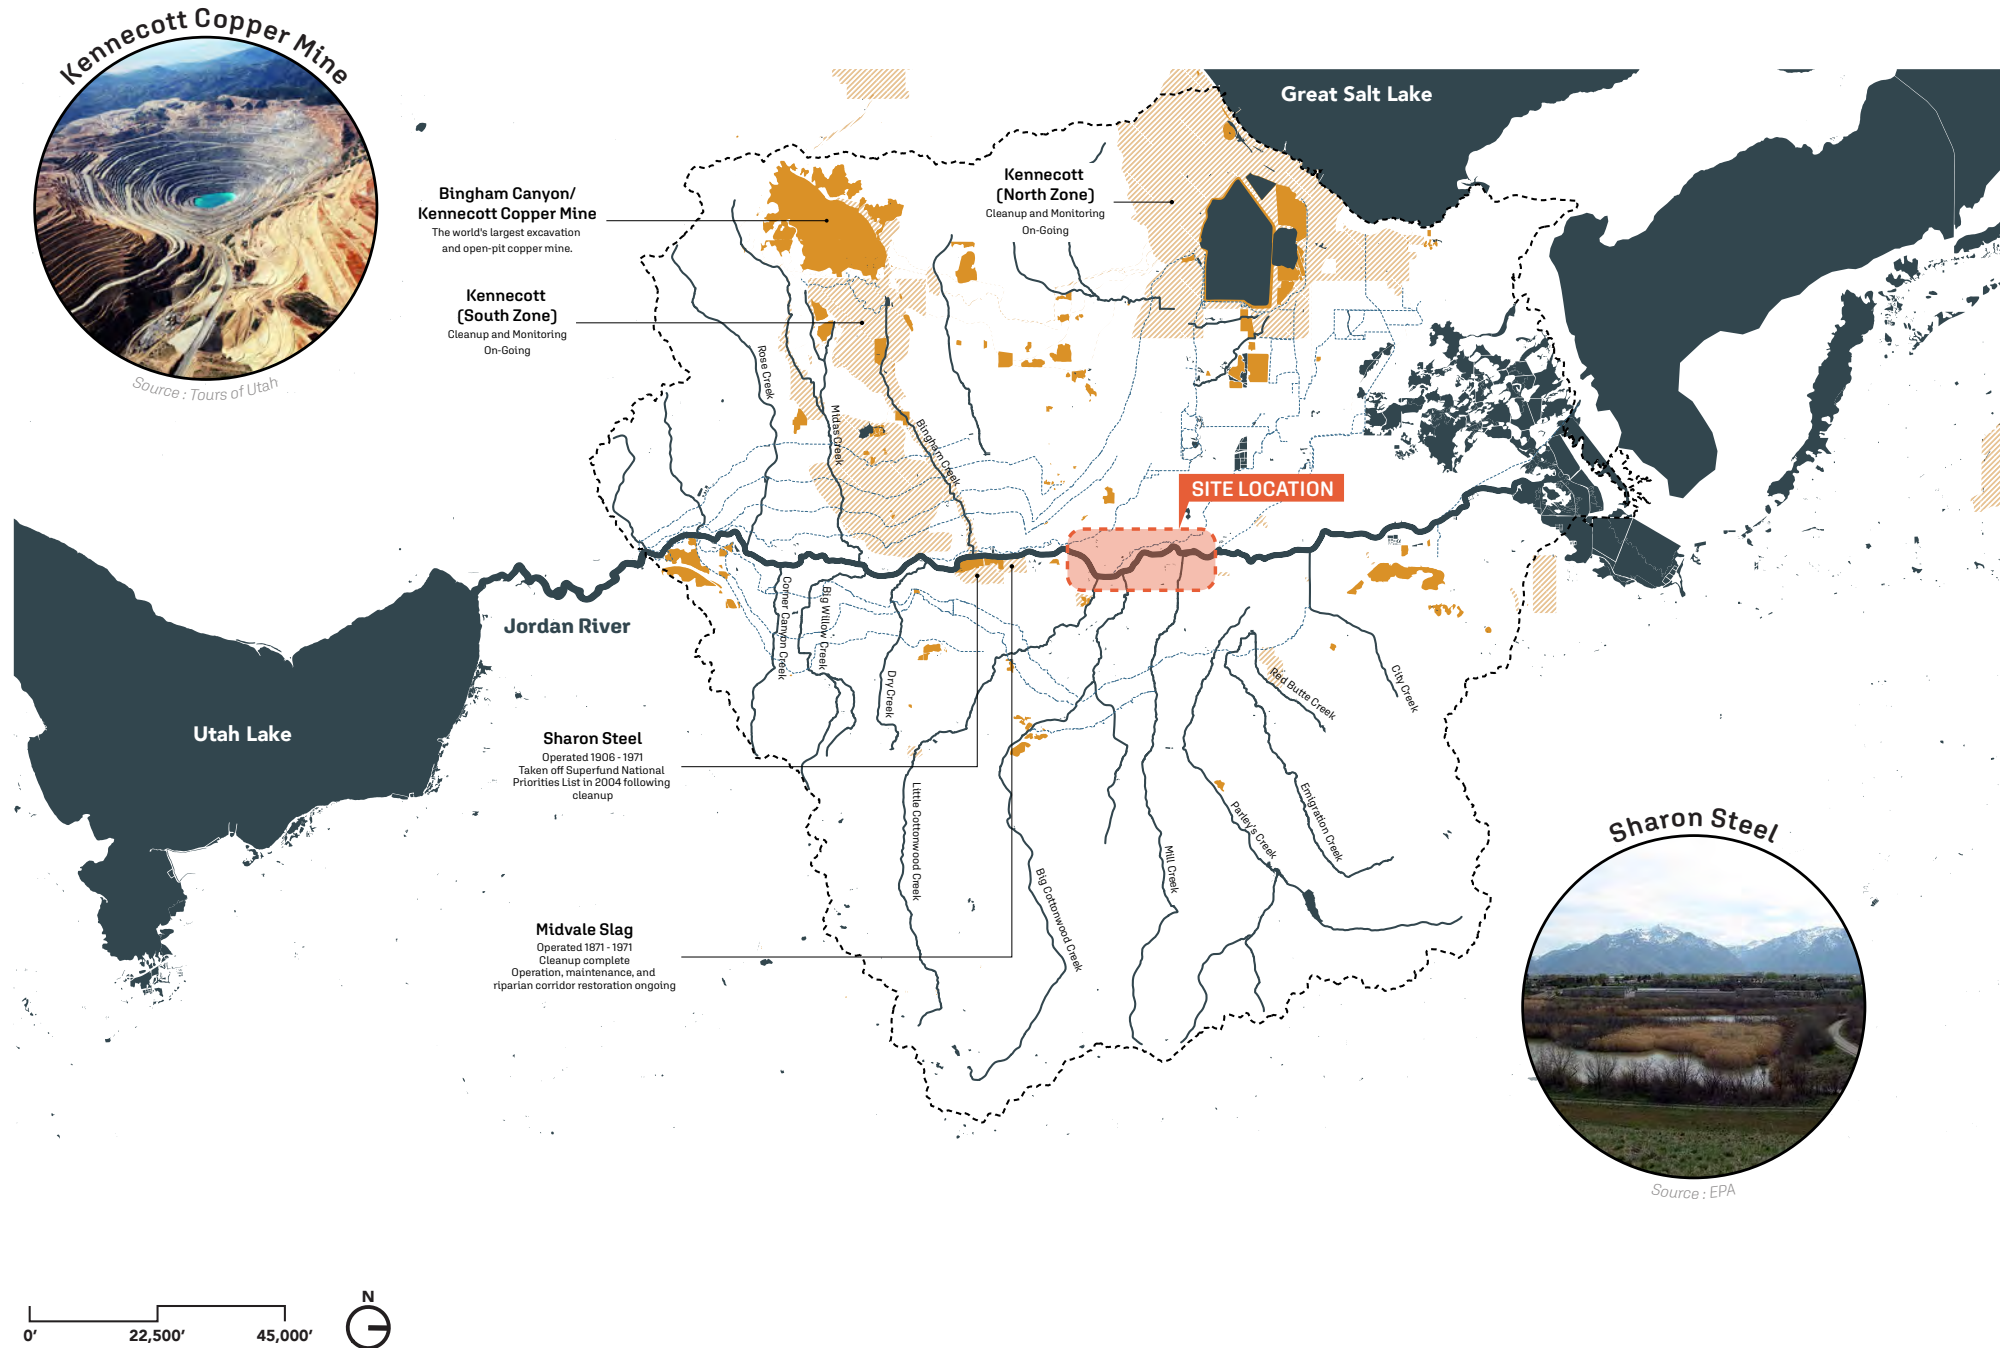 Kennecott Copper Mine
Source : Tours of Utah
Great Salt Lake
Bingham Canyon/
Kennecott Copper Mine
The world's largest excavation
and open-pit copper mine.
Kennecott
(North Zone)
Cleanup and Monitoring
On-Going
Kennecott
(South Zone)
Cleanup and Monitoring
On-Going
Rose Creek
Midas Creek
Bingham Creek
SITE LOCATION
Jordan River
Corner Canyon Creek
Big Willow Creek
Dry Creek
Red Butte Creek
City Creek
Utah Lake
Sharon Steel
Operated 1906 - 1971
Taken off Superfund National
Priorities List in 2004 following
cleanup
Little Cottonwood Creek
Big Cottonwood Creek
Mill Creek
Parley's Creek
Emigration Creek
Midvale Slag
Operated 1871 - 1971
Cleanup complete
Operation, maintenance, and
riparian corridor restoration ongoing
Sharon Steel
Source : EPA
0'
22,500'
45,000'
N